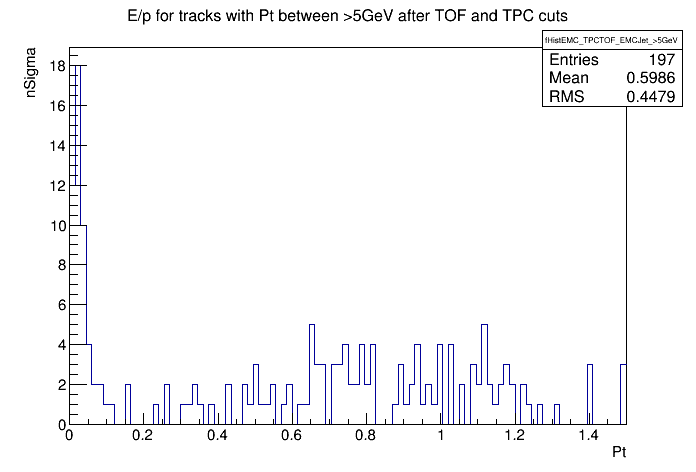 E/p for tracks with Pt between >5GeV after TOF and TPC cuts
fHistEMC_TPCTOF_EMCJet_>5GeV
Entries 197
Mean 0.5986
RMS 0.4479
nSigma
18
16
14
12
10
8
6
4
2
0
0 0.2 0.4 0.6 0.8 1 1.2 1.4
Pt